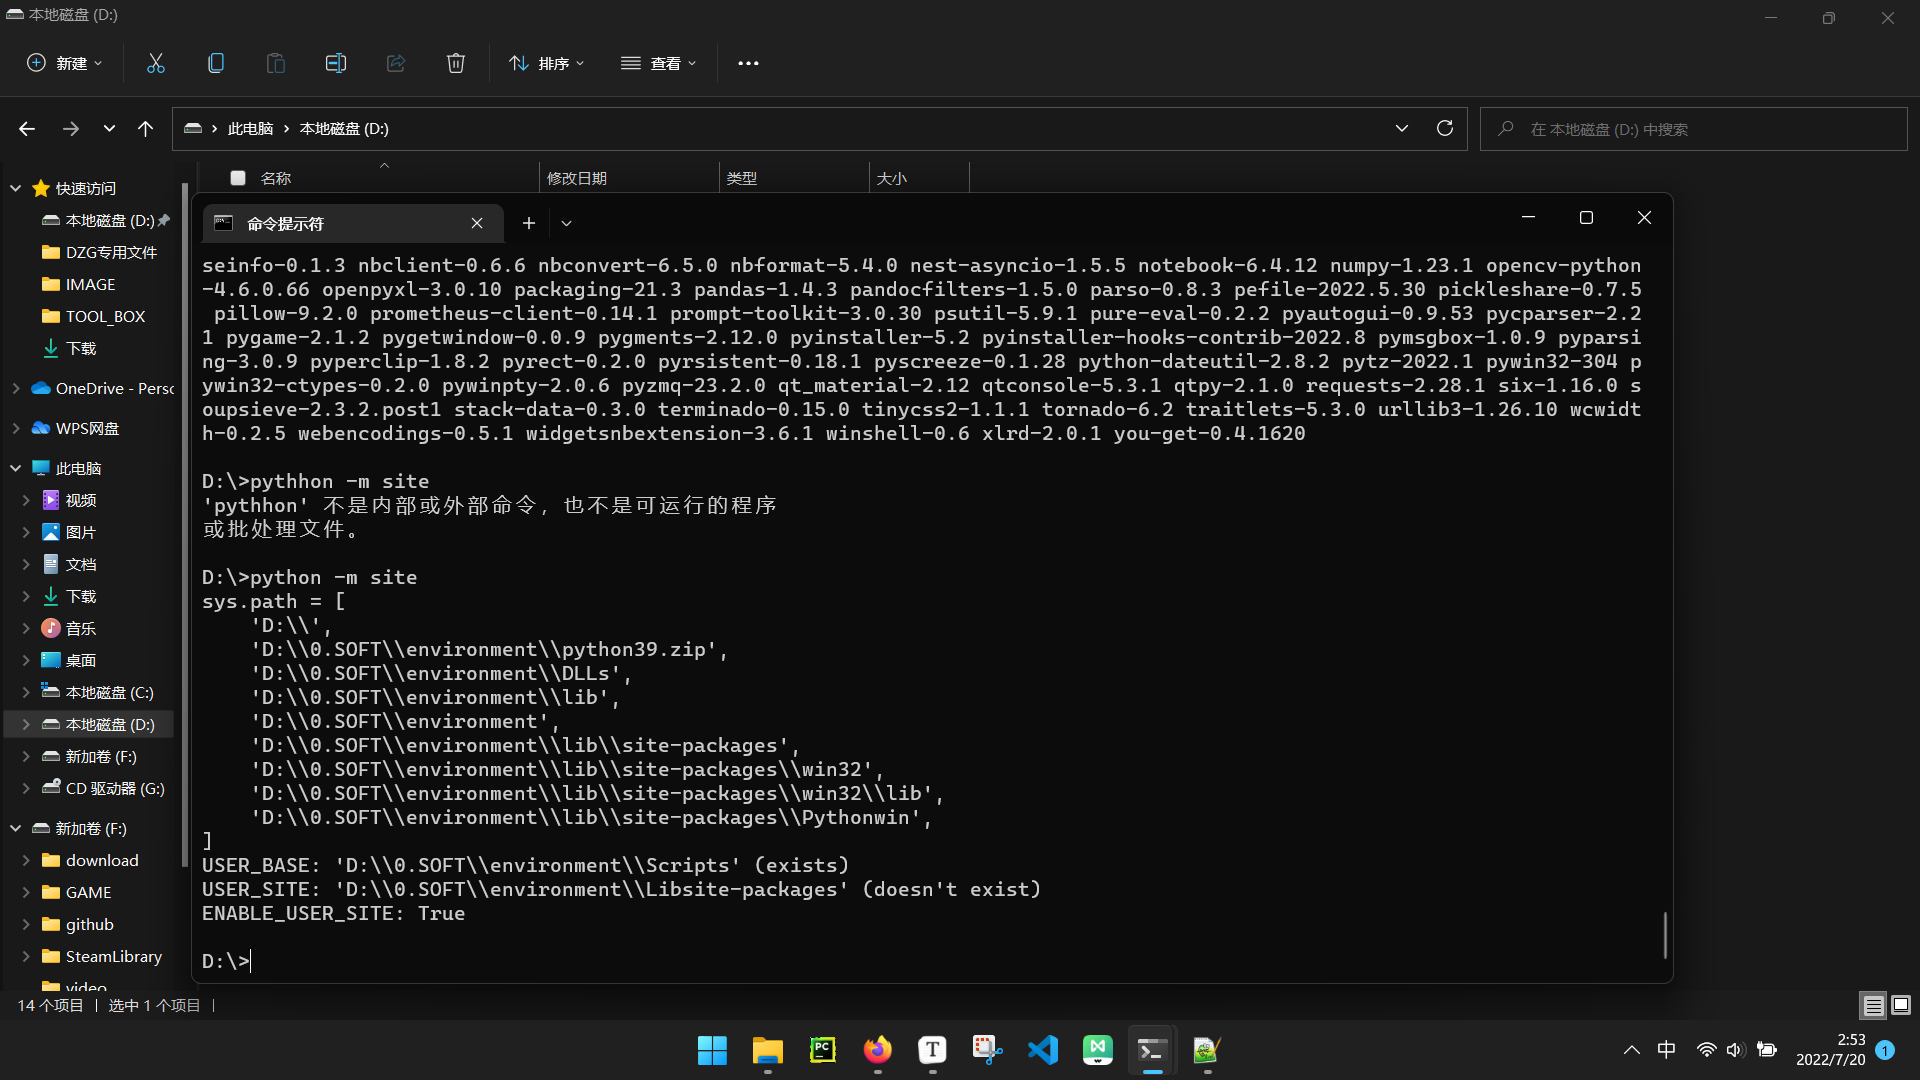 本地磁盘 (D:)
新建
排序
查看
此电脑 › 本地磁盘 (D:)
在 本地磁盘 (D:) 中搜索
名称
修改日期
类型
大小
快速访问
本地磁盘 (D:)
DZG专用文件
IMAGE
TOOL_BOX
下载
OneDrive - Perso
WPS网盘
此电脑
视频
图片
文档
下载
音乐
桌面
本地磁盘 (C:)
本地磁盘 (D:)
新加卷 (F:)
CD 驱动器 (G:)
新加卷 (F:)
download
GAME
github
SteamLibrary
video
命令提示符
seinfo-0.1.3 nbclient-0.6.6 nbconvert-6.5.0 nbformat-5.4.0 nest-asyncio-1.5.5 notebook-6.4.12 numpy-1.23.1 opencv-python
-4.6.0.66 openpyxl-3.0.10 packaging-21.3 pandas-1.4.3 pandocfilters-1.5.0 parso-0.8.3 pefile-2022.5.30 pickleshare-0.7.5
pillow-9.2.0 prometheus-client-0.14.1 prompt-toolkit-3.0.30 psutil-5.9.1 pure-eval-0.2.2 pyautogui-0.9.53 pycparser-2.2
1 pygame-2.1.2 pygetwindow-0.0.9 pygments-2.12.0 pyinstaller-5.2 pyinstaller-hooks-contrib-2022.8 pymsgbox-1.0.9 pyparsi
ng-3.0.9 pyperclip-1.8.2 pyrect-0.2.0 pyrsistent-0.18.1 pyscreeze-0.1.28 python-dateutil-2.8.2 pytz-2022.1 pywin32-304 p
ywin32-ctypes-0.2.0 pywinpty-2.0.6 pyzmq-23.2.0 qt_material-2.12 qtconsole-5.3.1 qtpy-2.1.0 requests-2.28.1 six-1.16.0 s
oupsieve-2.3.2.post1 stack-data-0.3.0 terminado-0.15.0 tinycss2-1.1.1 tornado-6.2 traitlets-5.3.0 urllib3-1.26.10 wcwidt
h-0.2.5 webencodings-0.5.1 widgetsnbextension-3.6.1 winshell-0.6 xlrd-2.0.1 you-get-0.4.1620
D:\>pythhon -m site
'pythhon' 不是内部或外部命令，也不是可运行的程序
或批处理文件。
D:\>python -m site
sys.path = [
'D:\\',
'D:\\0.SOFT\\environment\\python39.zip',
'D:\\0.SOFT\\environment\\DLLs',
'D:\\0.SOFT\\environment\\lib',
'D:\\0.SOFT\\environment',
'D:\\0.SOFT\\environment\\lib\\site-packages',
'D:\\0.SOFT\\environment\\lib\\site-packages\\win32',
'D:\\0.SOFT\\environment\\lib\\site-packages\\win32\\lib',
'D:\\0.SOFT\\environment\\lib\\site-packages\\Pythonwin',
]
USER_BASE: 'D:\\0.SOFT\\environment\\Scripts' (exists)
USER_SITE: 'D:\\0.SOFT\\environment\\Libsite-packages' (doesn't exist)
ENABLE_USER_SITE: True
D:\>
14 个项目
选中 1 个项目
PC
T
中
2:53
2022/7/20
1